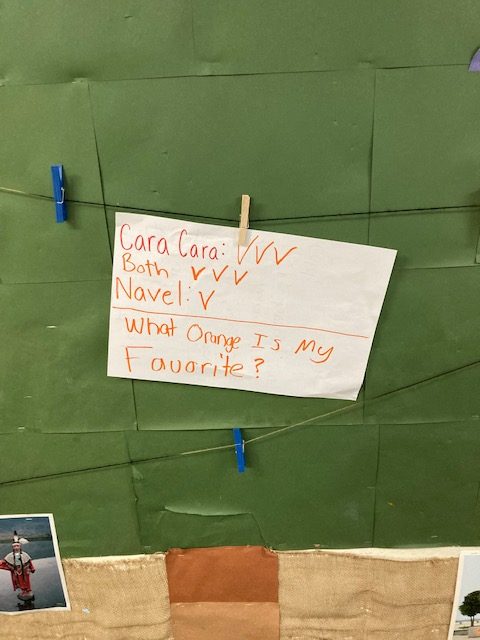 Cara Cara: ✓✓✓
Both ✓✓✓
Navel: ✓
What Orange Is My
Favorite?